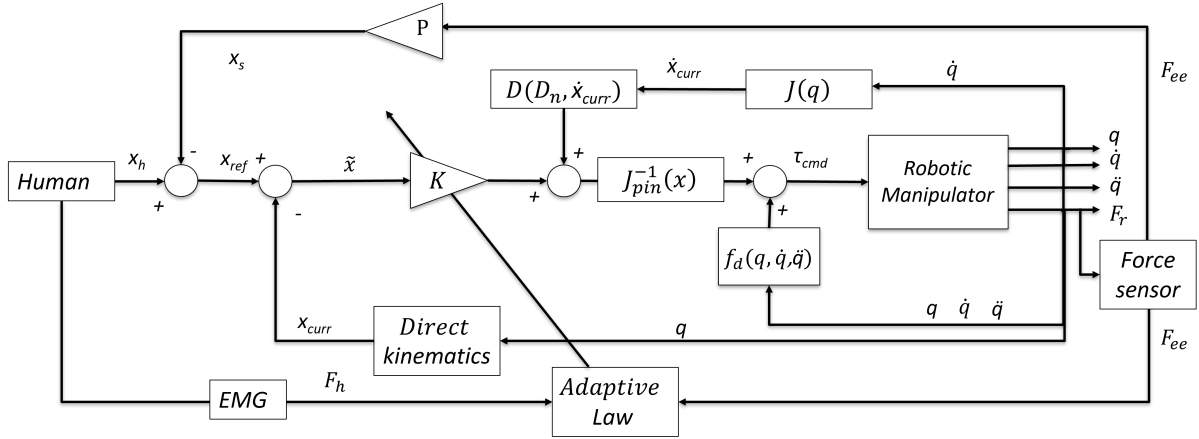 P
x_s
F_ee
D(D_n, ẋ_curr)
ẋ_curr
J(q)
q̇
Human
x_h
-
+
x_ref
+
-
x̃
K
+
+
J_pin^{-1}(x)
+
+
τ_cmd
Robotic
Manipulator
q
q̇
q̈
F_r
f_d(q, q̇,q̈)
Force
sensor
q q̇ q̈
x_curr
Direct
kinematics
q
F_ee
EMG
F_h
Adaptive
Law